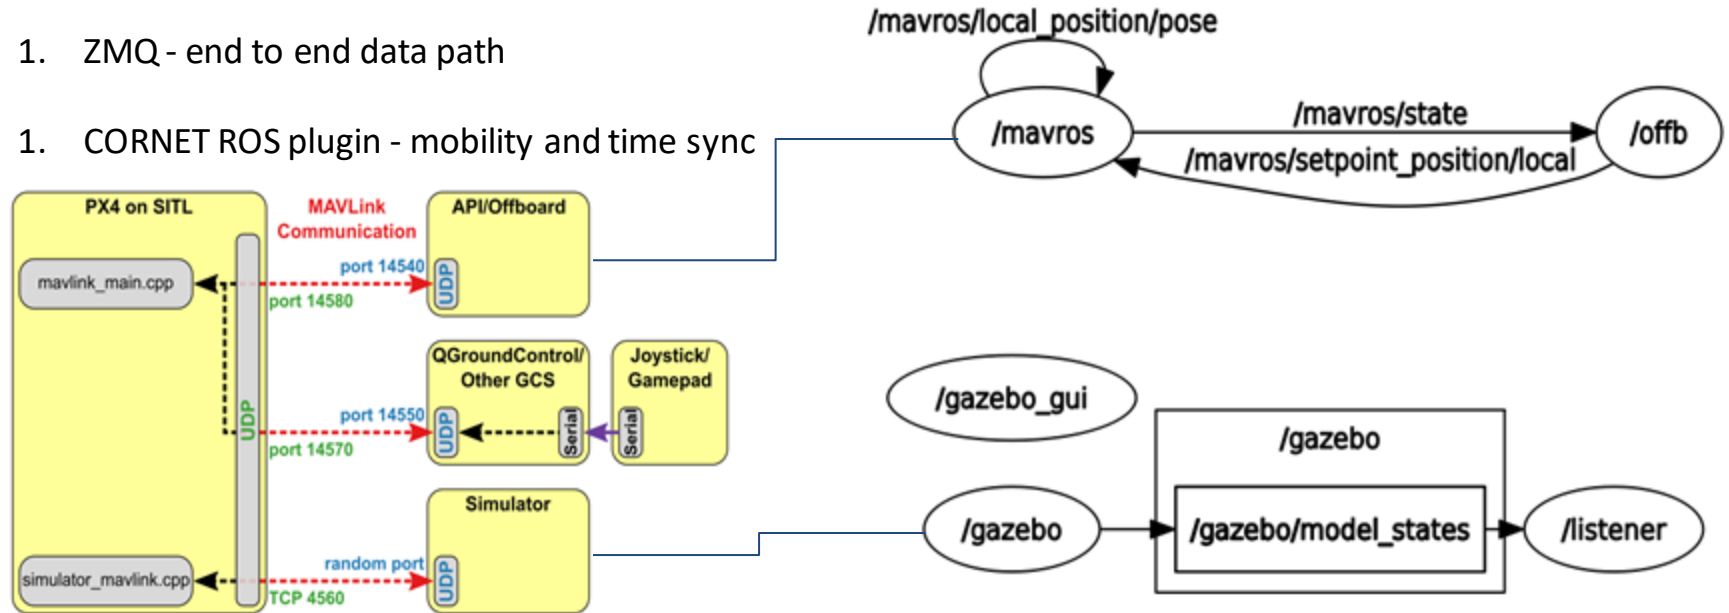 1. ZMQ - end to end data path
1. CORNET ROS plugin - mobility and time sync
PX4 on SITL
MAVLink
Communication
API/Offboard
mavlink_main.cpp
port 14540
port 14580
UDP
UDP
QGroundControl/
Other GCS
Joystick/
Gamepad
port 14550
port 14570
UDP
Serial
Serial
Simulator
simulator_mavlink.cpp
random port
TCP 4560
UDP
/mavros/local_position/pose
/mavros
/mavros/state
/mavros/setpoint_position/local
/offb
/gazebo_gui
/gazebo
/gazebo
/gazebo/model_states
/listener